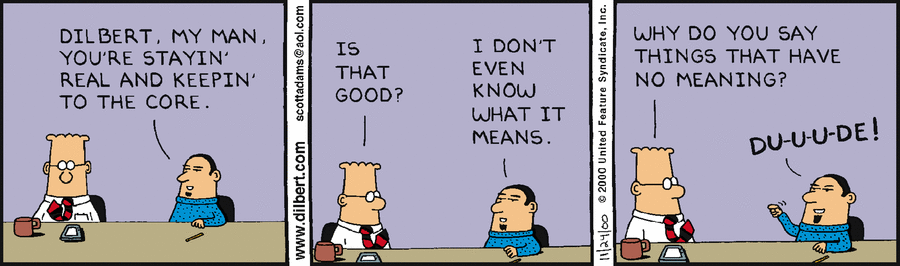 DILBERT, MY MAN,
YOU'RE STAYIN'
REAL AND KEEPIN'
TO THE CORE.
www.dilbert.com scottadams@aol.com
IS
THAT
GOOD?
I DON'T
EVEN
KNOW
WHAT IT
MEANS.
11/24/00 © 2000 United Feature Syndicate, Inc.
WHY DO YOU SAY
THINGS THAT HAVE
NO MEANING?
DU-U-U-DE!